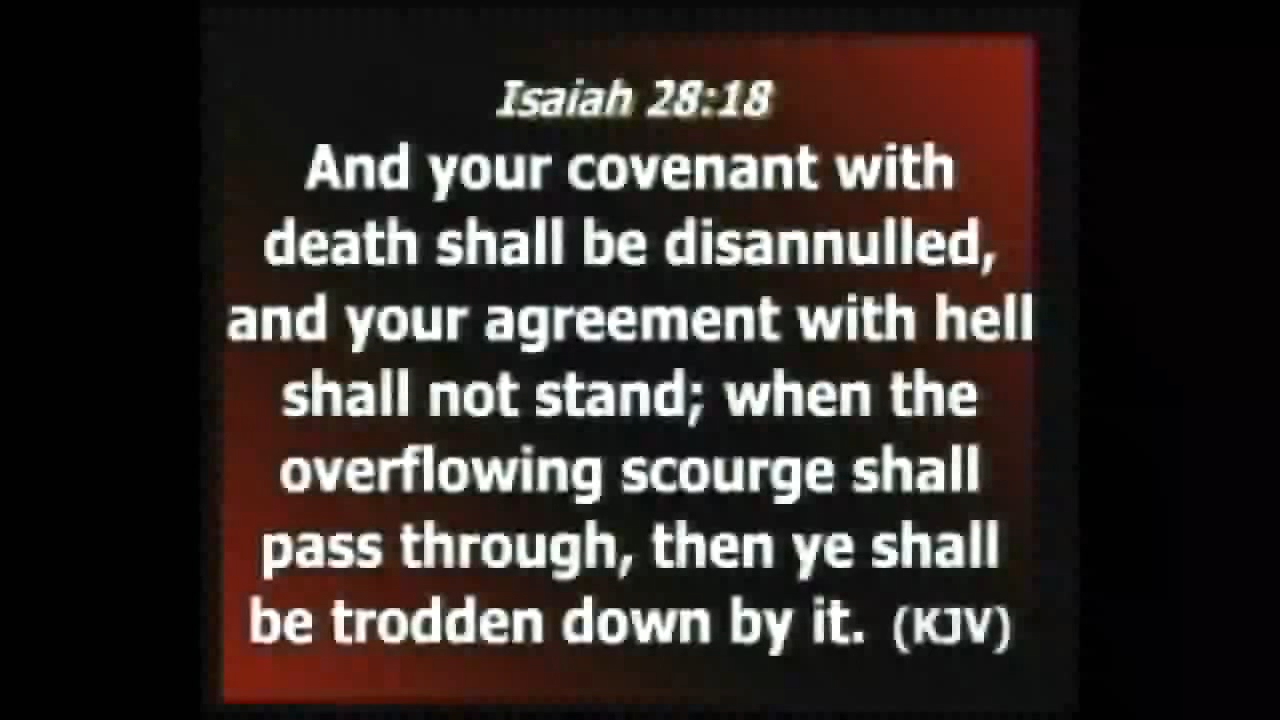 Isaiah 28:18
And your covenant with
death shall be disannulled,
and your agreement with hell
shall not stand; when the
overflowing scourge shall
pass through, then ye shall
be trodden down by it. (KJV)